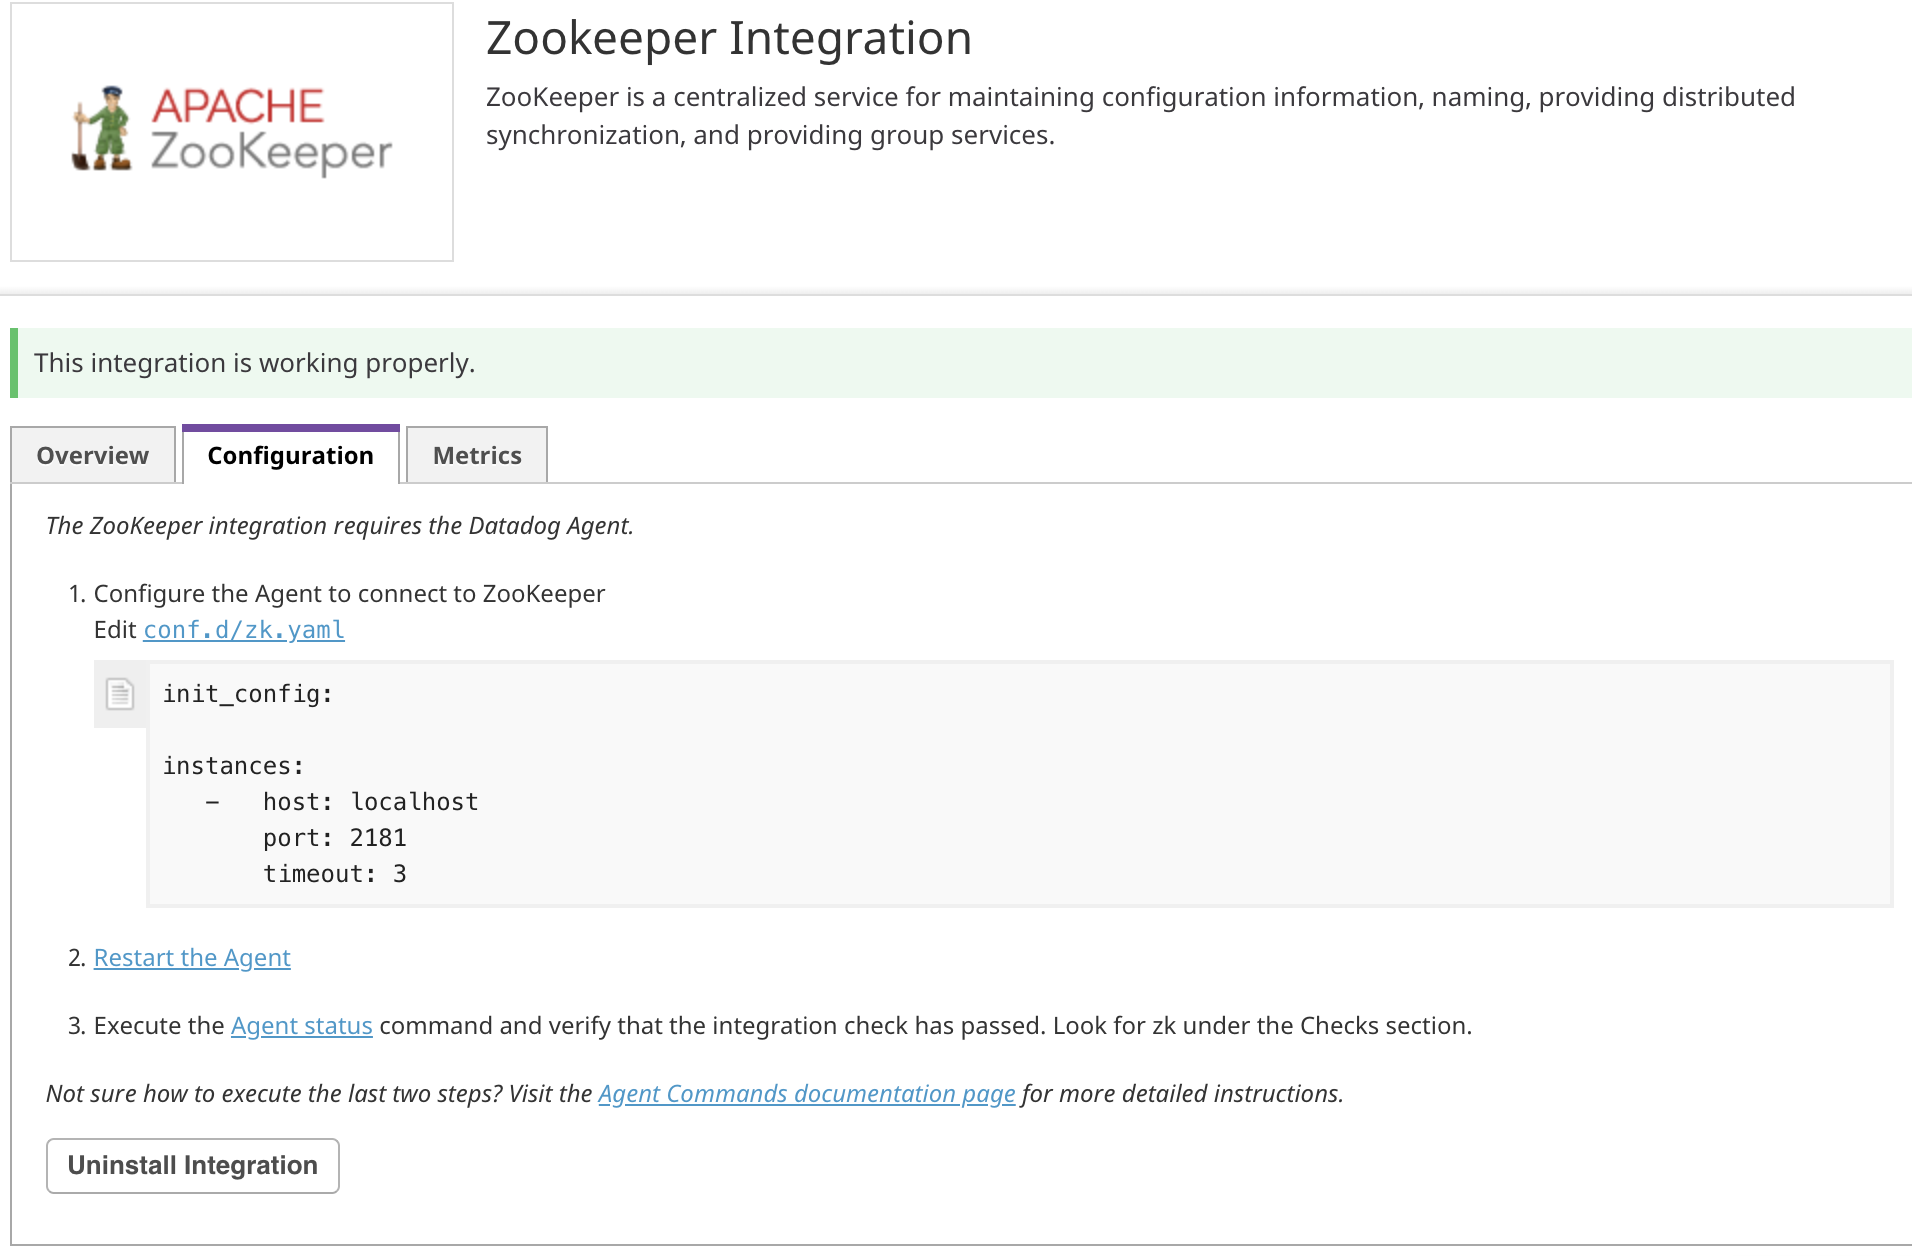 APACHE
ZooKeeper
Zookeeper Integration
ZooKeeper is a centralized service for maintaining configuration information, naming, providing distributed
synchronization, and providing group services.
This integration is working properly.
Overview
Configuration
Metrics
The ZooKeeper integration requires the Datadog Agent.
1. Configure the Agent to connect to ZooKeeper
Edit conf.d/zk.yaml
init_config:
instances:
    -   host: localhost
        port: 2181
        timeout: 3
2. Restart the Agent
3. Execute the Agent status command and verify that the integration check has passed. Look for zk under the Checks section.
Not sure how to execute the last two steps? Visit the Agent Commands documentation page for more detailed instructions.
Uninstall Integration